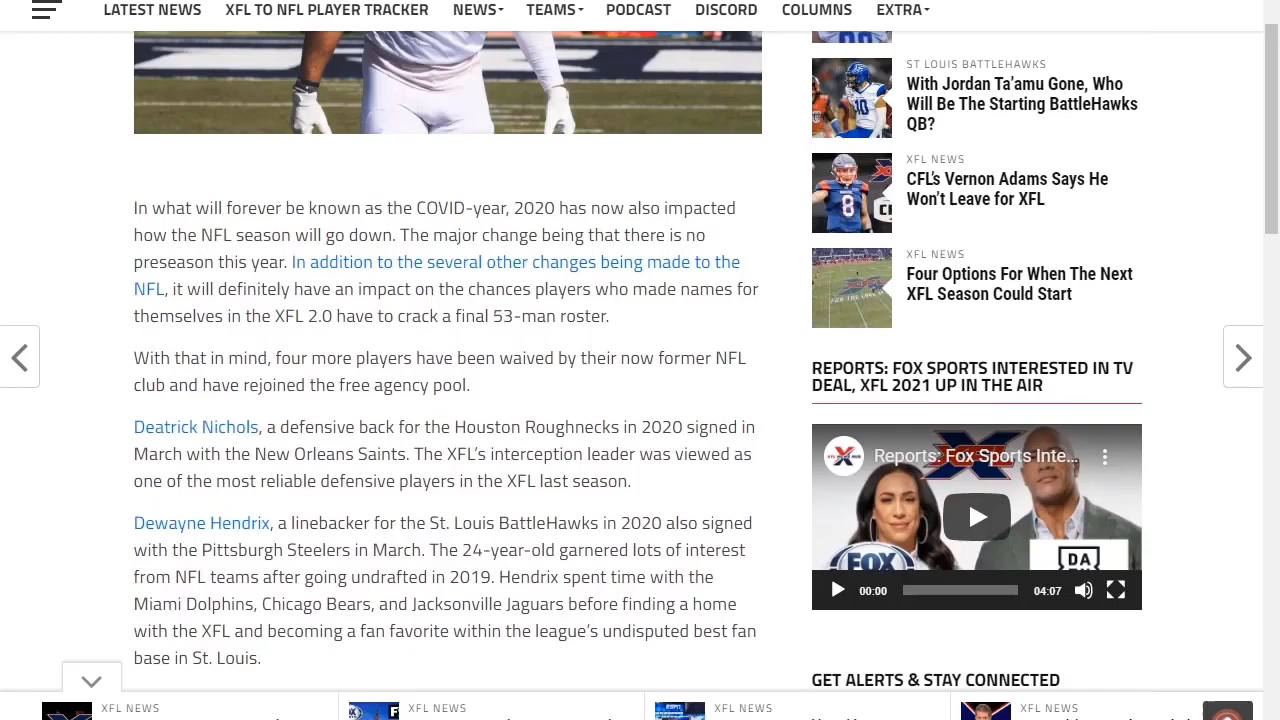 LATEST NEWS XFL TO NFL PLAYER TRACKER NEWS TEAMS PODCAST DISCORD COLUMNS EXTRA
In what will forever be known as the COVID-year, 2020 has now also impacted
how the NFL season will go down. The major change being that there is no
preseason this year. In addition to the several other changes being made to the
NFL, it will definitely have an impact on the chances players who made names for
themselves in the XFL 2.0 have to crack a final 53-man roster.
With that in mind, four more players have been waived by their now former NFL
club and have rejoined the free agency pool.
Deatrick Nichols, a defensive back for the Houston Roughnecks in 2020 signed in
March with the New Orleans Saints. The XFL’s interception leader was viewed as
one of the most reliable defensive players in the XFL last season.
Dewayne Hendrix, a linebacker for the St. Louis BattleHawks in 2020 also signed
with the Pittsburgh Steelers in March. The 24-year-old garnered lots of interest
from NFL teams after going undrafted in 2019. Hendrix spent time with the
Miami Dolphins, Chicago Bears, and Jacksonville Jaguars before finding a home
with the XFL and becoming a fan favorite within the league’s undisputed best fan
base in St. Louis.
ST LOUIS BATTLEHAWKS
With Jordan Ta’amu Gone, Who
Will Be The Starting BattleHawks
QB?
10
XFL NEWS
CFL’s Vernon Adams Says He
Won’t Leave for XFL
8
XFL NEWS
Four Options For When The Next
XFL Season Could Start
REPORTS: FOX SPORTS INTERESTED IN TV
DEAL, XFL 2021 UP IN THE AIR
Reports: Fox Sports Inte...
FOX
DA
00:00 04:07
GET ALERTS & STAY CONNECTED
XFL NEWS
XFL NEWS
XFL NEWS
XFL NEWS